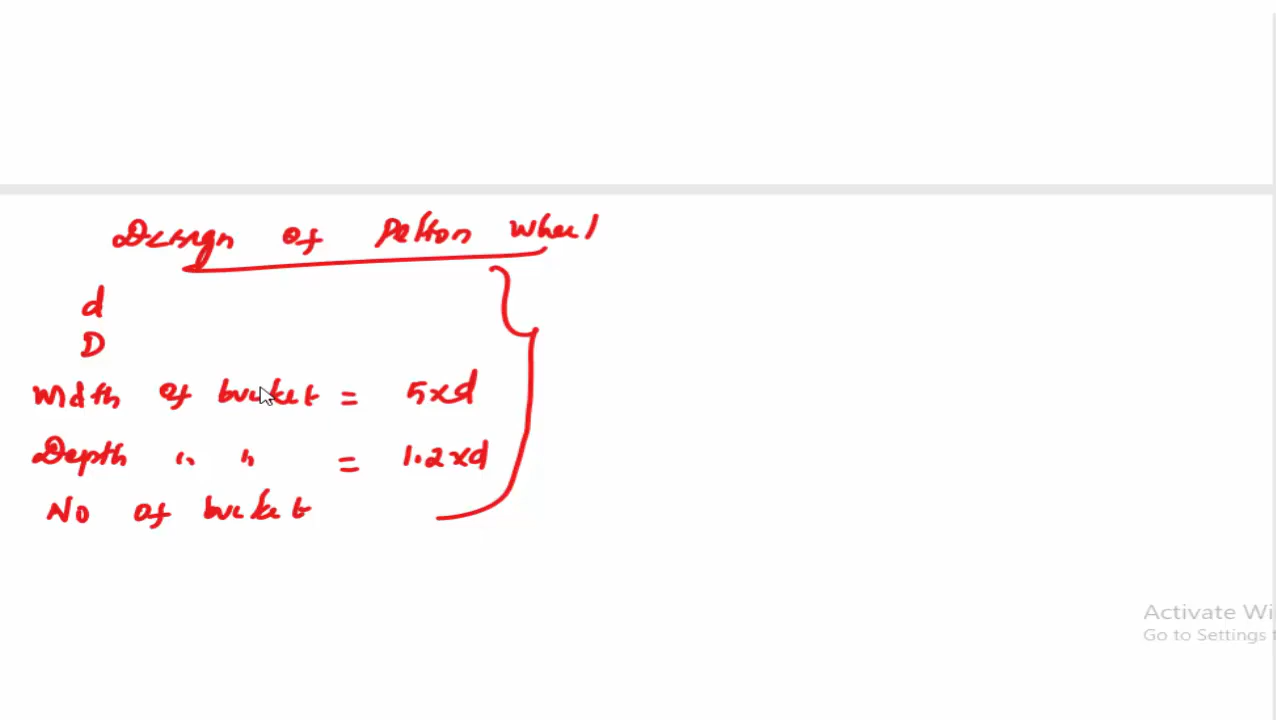 Design of Pelton wheel
d
D
Width of bucket = 5xd
Depth " " = 1.2xd
No of bucket
Activate Wi
Go to Settings t